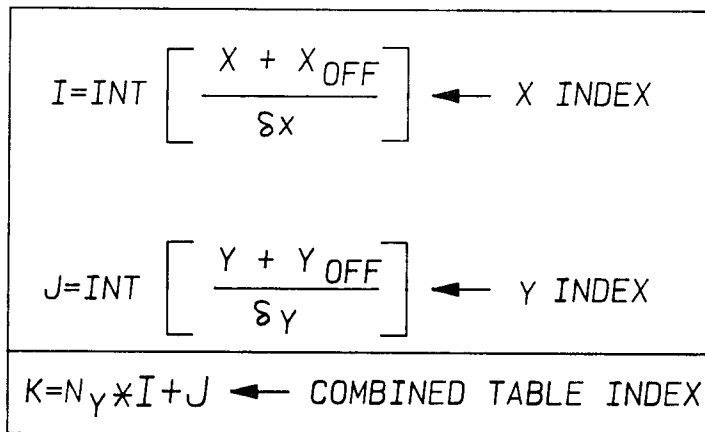 I=INT [ (X + X_OFF) / δX ] ← X INDEX
J=INT [ (Y + Y_OFF) / δY ] ← Y INDEX
K=N_Y*I+J ← COMBINED TABLE INDEX